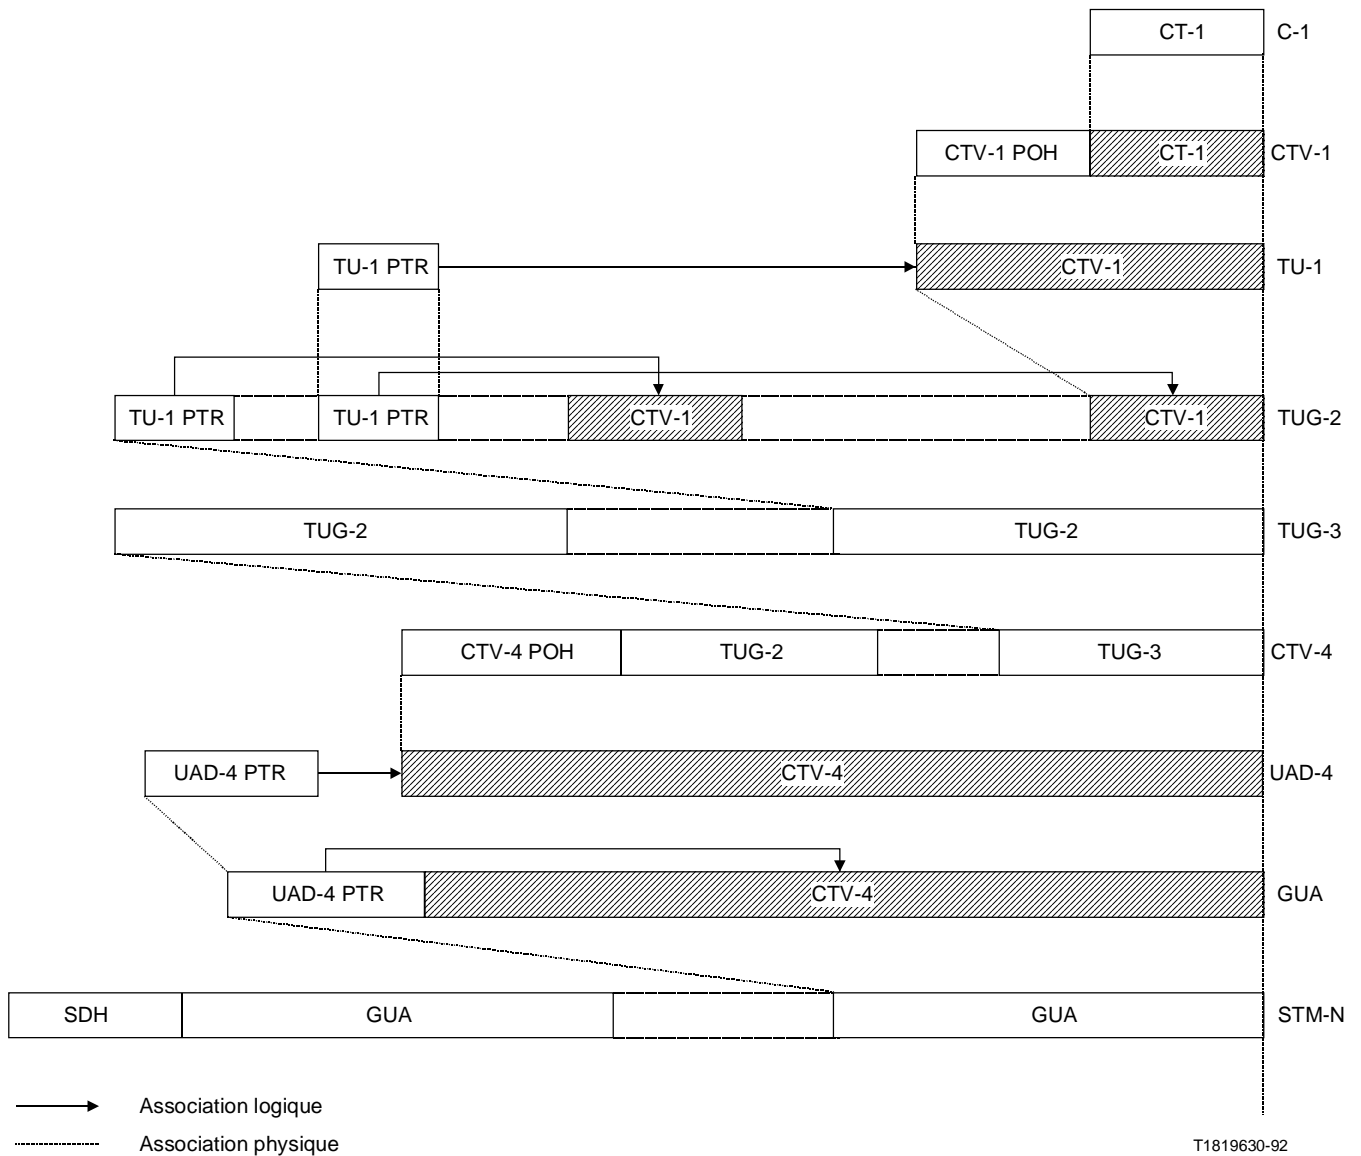 CT-1 C-1
CTV-1 POH CT-1 CTV-1
TU-1 PTR CTV-1 TU-1
TU-1 PTR TU-1 PTR CTV-1 CTV-1 TUG-2
TUG-2 TUG-2 TUG-3
CTV-4 POH TUG-2 TUG-3 CTV-4
UAD-4 PTR CTV-4 UAD-4
UAD-4 PTR CTV-4 GUA
SDH GUA GUA STM-N
Association logique
Association physique
T1819630-92